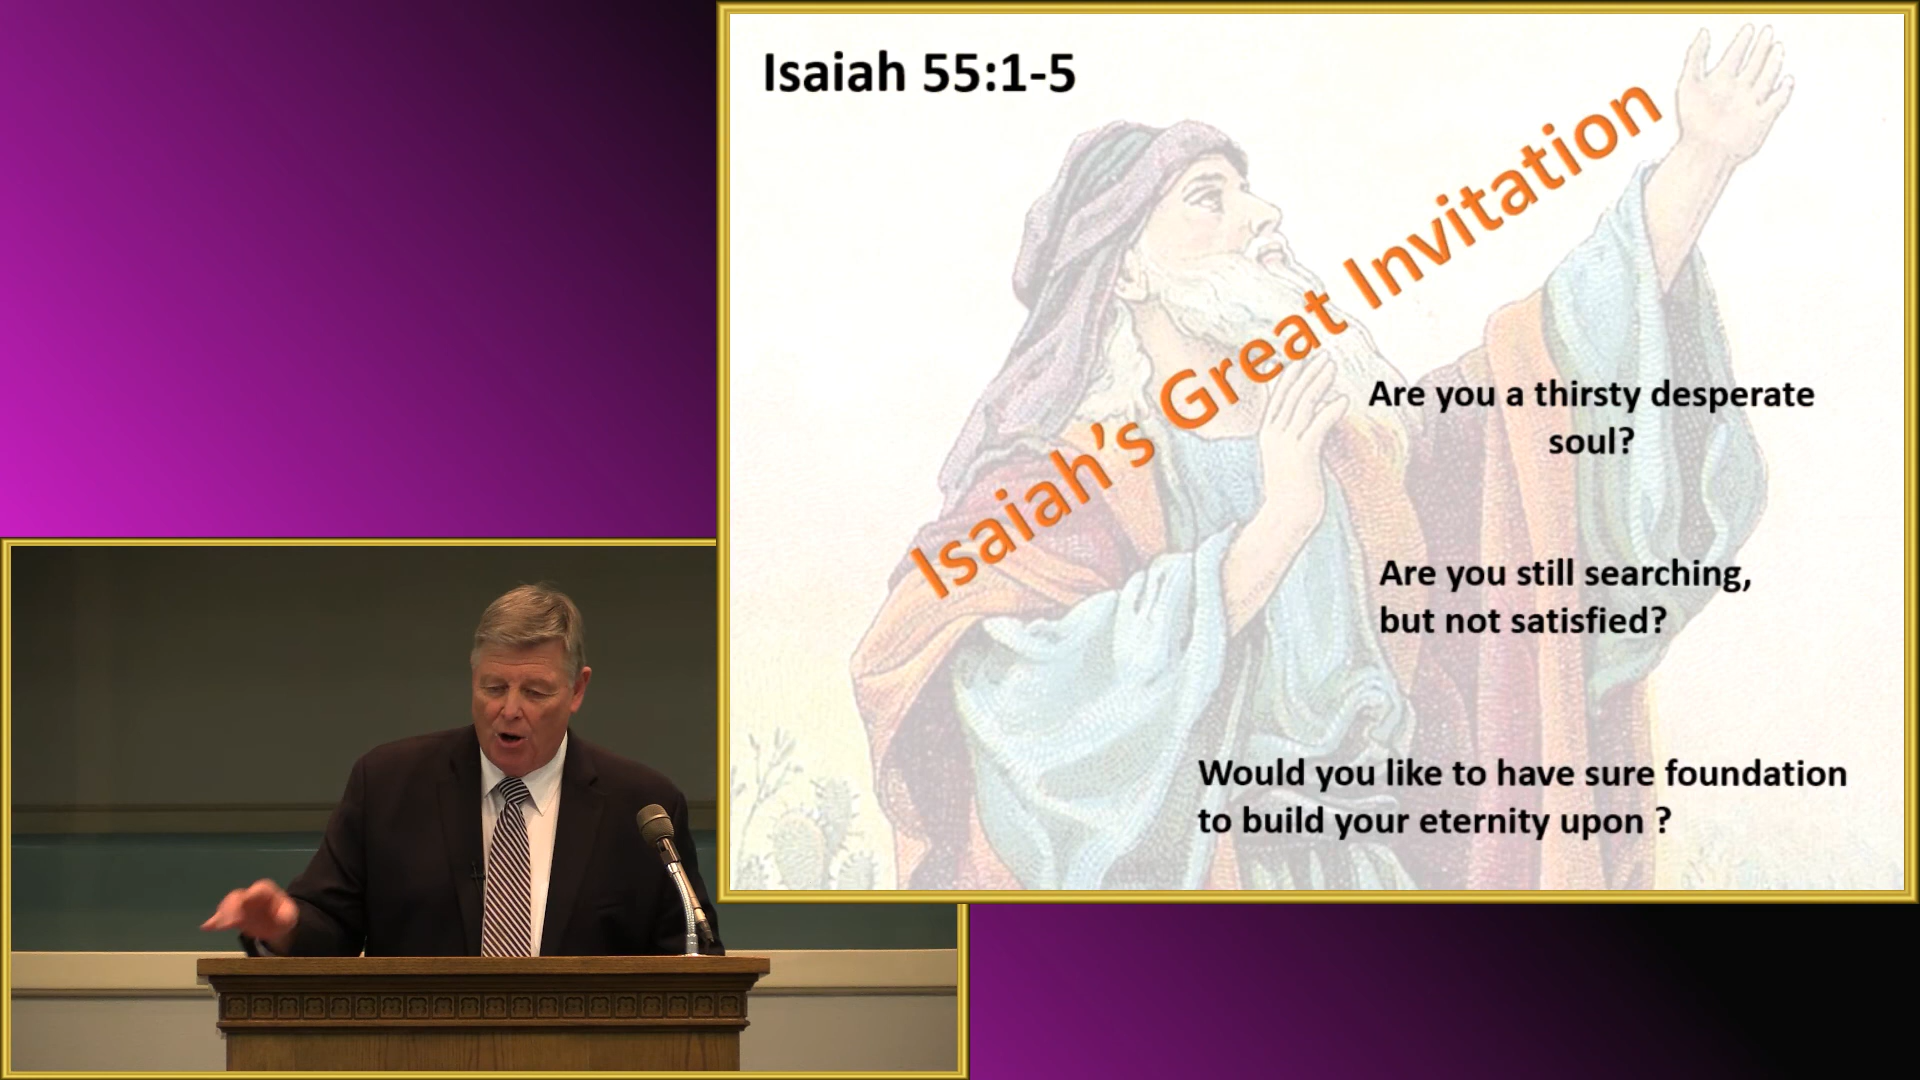 Isaiah 55:1-5
Isaiah’s Great Invitation
Are you a thirsty desperate
soul?
Are you still searching,
but not satisfied?
Would you like to have sure foundation
to build your eternity upon ?